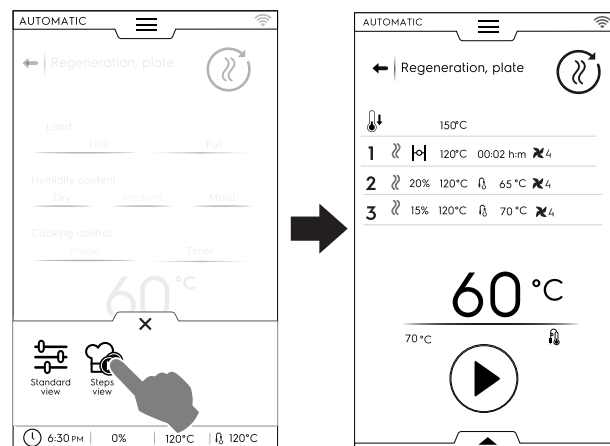 AUTOMATIC
Regeneration, plate
Load
Half Full
Humidity content
Dry Medium Moist
Cooking control
Probe Timer
60 °C
Standard view
Steps view
6:30 PM 0% 120°C 120°C
AUTOMATIC
Regeneration, plate
150°C
1 120°C 00:02 h:m 4
2 20% 120°C 65 °C 4
3 15% 120°C 70 °C 4
60 °C
70 °C